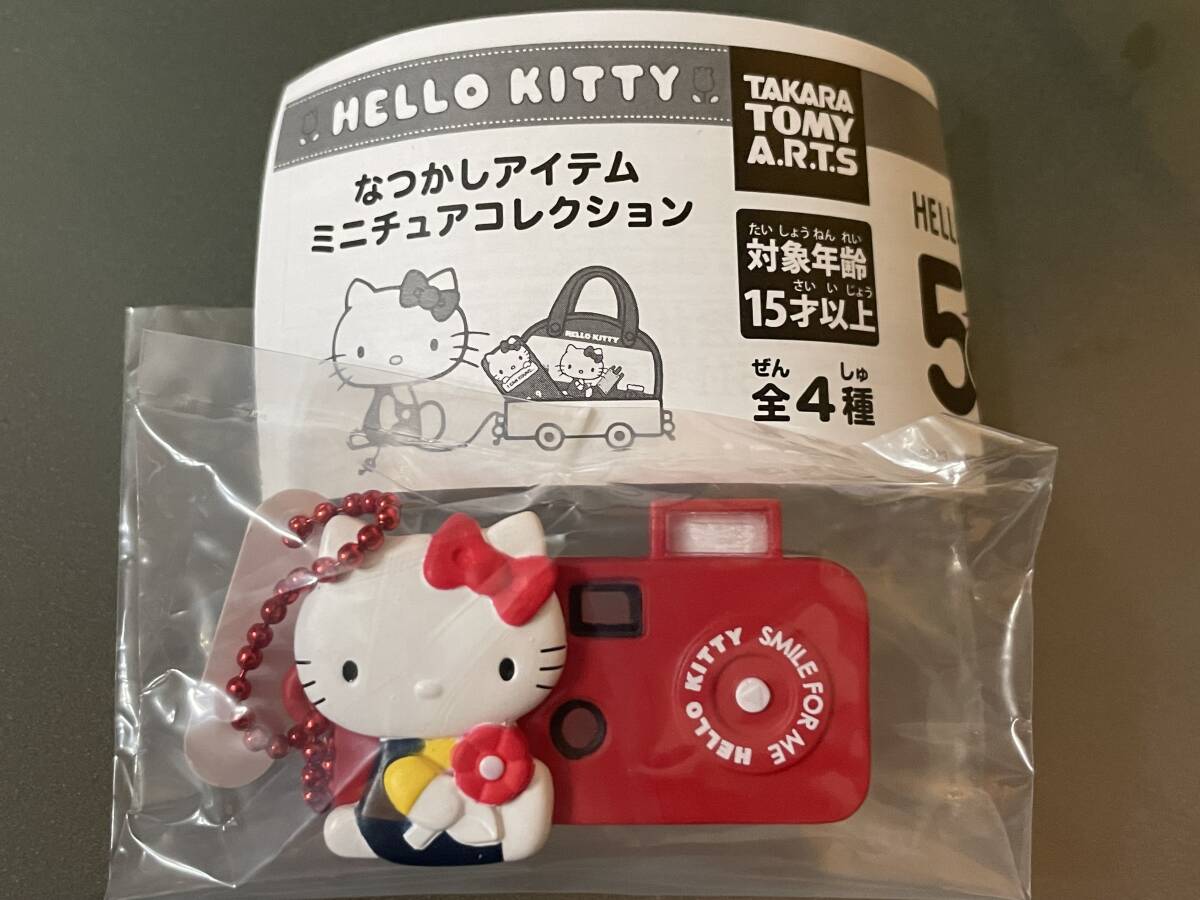 HELLO KITTY
なつかしアイテム
ミニチュアコレクション
TAKARA
TOMY
A.R.T.S
たいしょうねんれい
対象年齢
さいいじょう
15才以上
ぜん しゅ
全4種
HELL
5
HELLO KITTY
HELLO KITTY
SMILE FOR ME